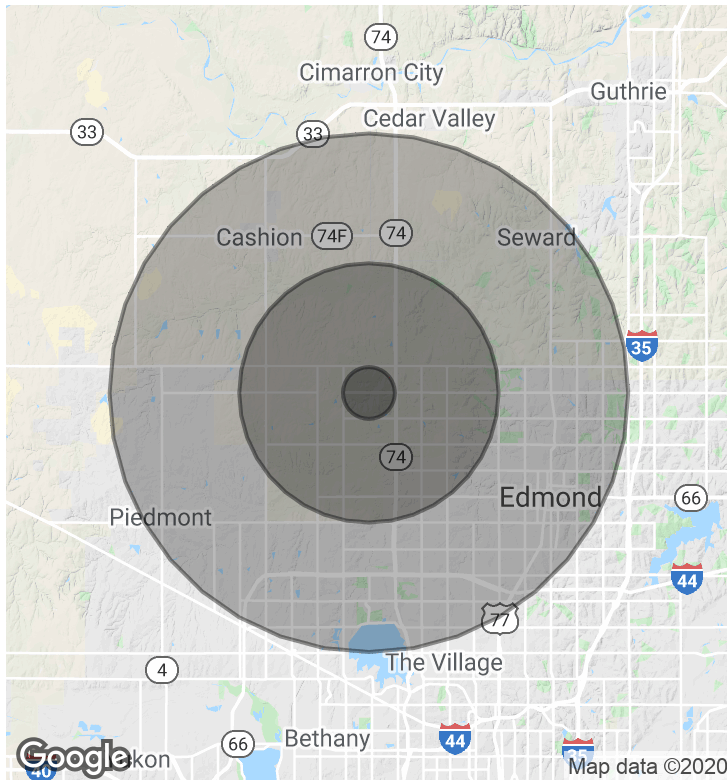 74
Cimarron City
Guthrie
Cedar Valley
33
33
Cashion
74F
74
Seward
35
74
Edmond
66
Piedmont
44
77
The Village
4
Bethany
44
66
35
40
Google
Map data ©2020